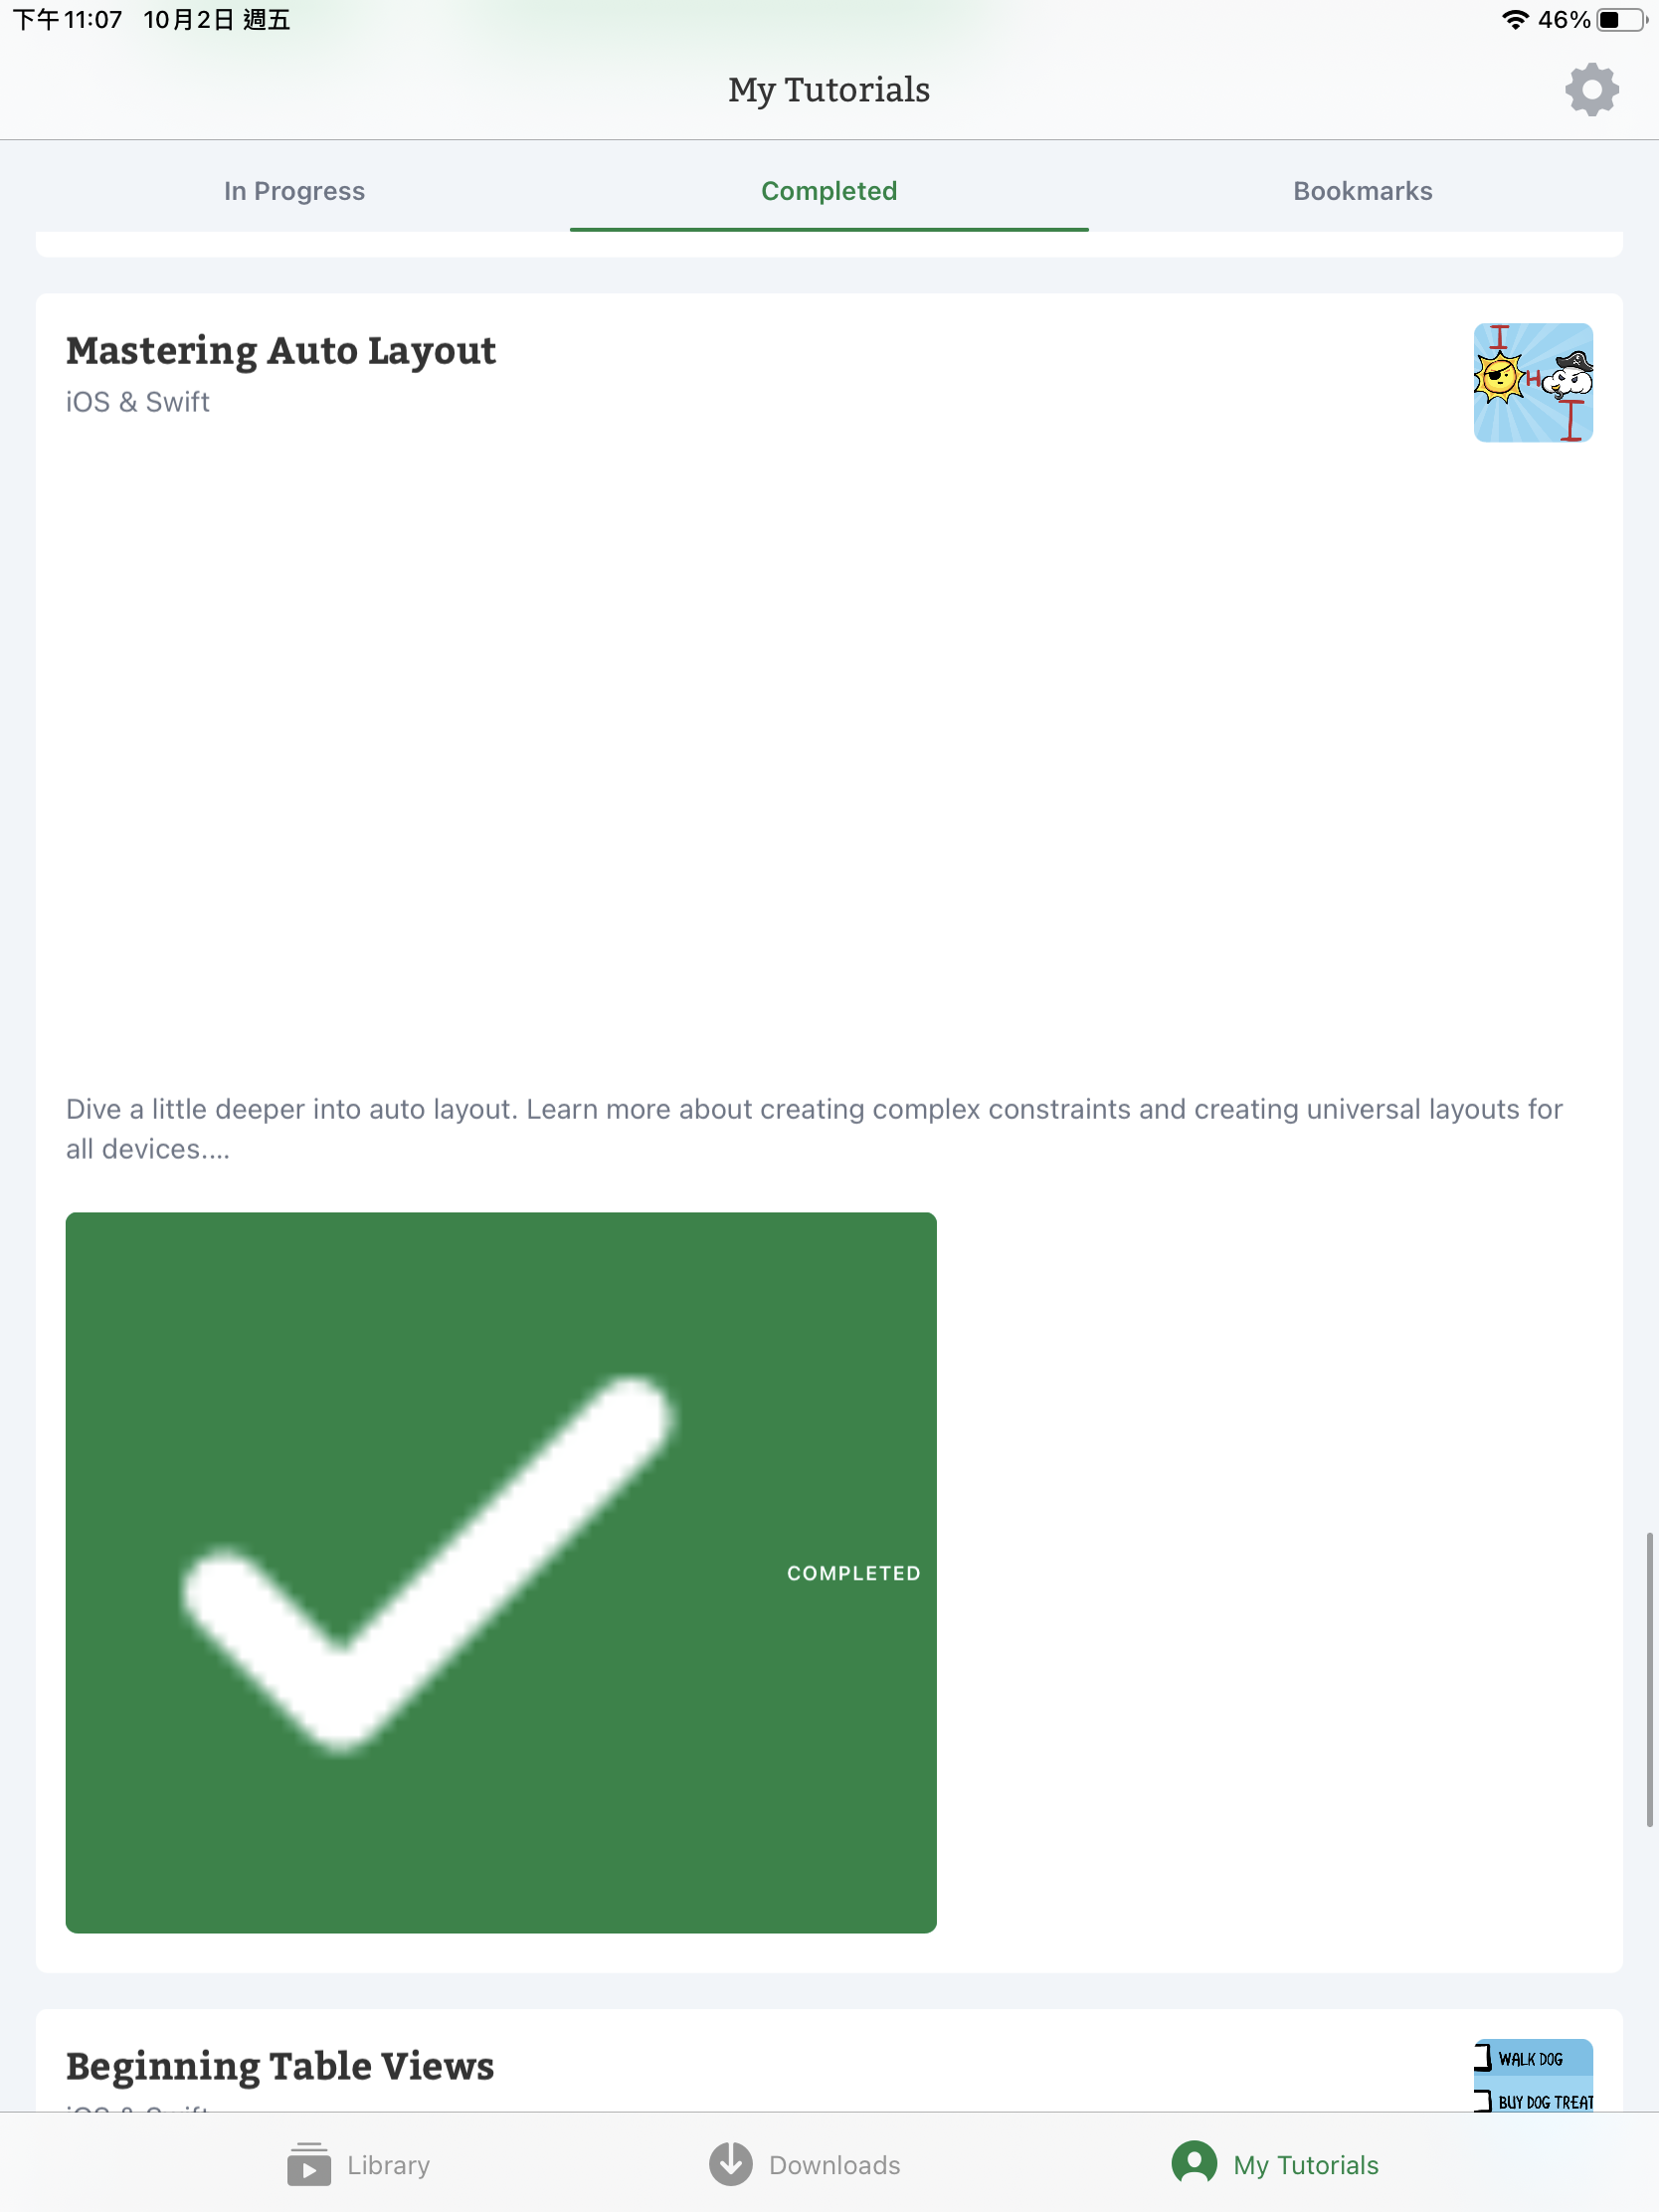 下午11:07 10月2日 週五 46%
My Tutorials
In Progress Completed Bookmarks
Mastering Auto Layout
iOS & Swift
Dive a little deeper into auto layout. Learn more about creating complex constraints and creating universal layouts for
all devices....
COMPLETED
Beginning Table Views
WALK DOG
iOS & Swift
BUY DOG TREAT
Library Downloads My Tutorials